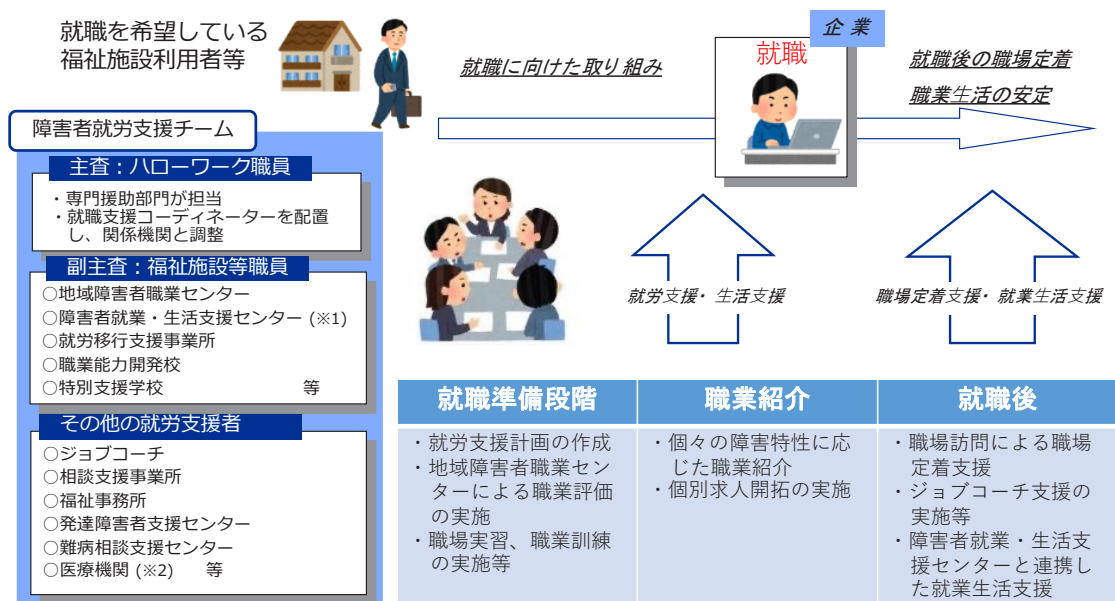 就職を希望している
福祉施設利用者等
就職に向けた取り組み
企 業
就職
就職後の職場定着
職業生活の安定
障害者就労支援チーム
主査：ハローワーク職員
・専門援助部門が担当
・就職支援コーディネーターを配置
し、関係機関と調整
副主査：福祉施設等職員
○地域障害者職業センター
○障害者就業・生活支援センター (※1)
○就労移行支援事業所
○職業能力開発校
○特別支援学校 等
その他の就労支援者
○ジョブコーチ
○相談支援事業所
○福祉事務所
○発達障害者支援センター
○難病相談支援センター
○医療機関 (※2) 等
就労支援・生活支援
職場定着支援・就業生活支援
就職準備段階
・就労支援計画の作成
・地域障害者職業セン
ターによる職業評価
の実施
・職場実習、職業訓練
の実施等
職業紹介
・個々の障害特性に応
じた職業紹介
・個別求人開拓の実施
就職後
・職場訪問による職場
定着支援
・ジョブコーチ支援の
実施等
・障害者就業・生活支
援センターと連携し
た就業生活支援